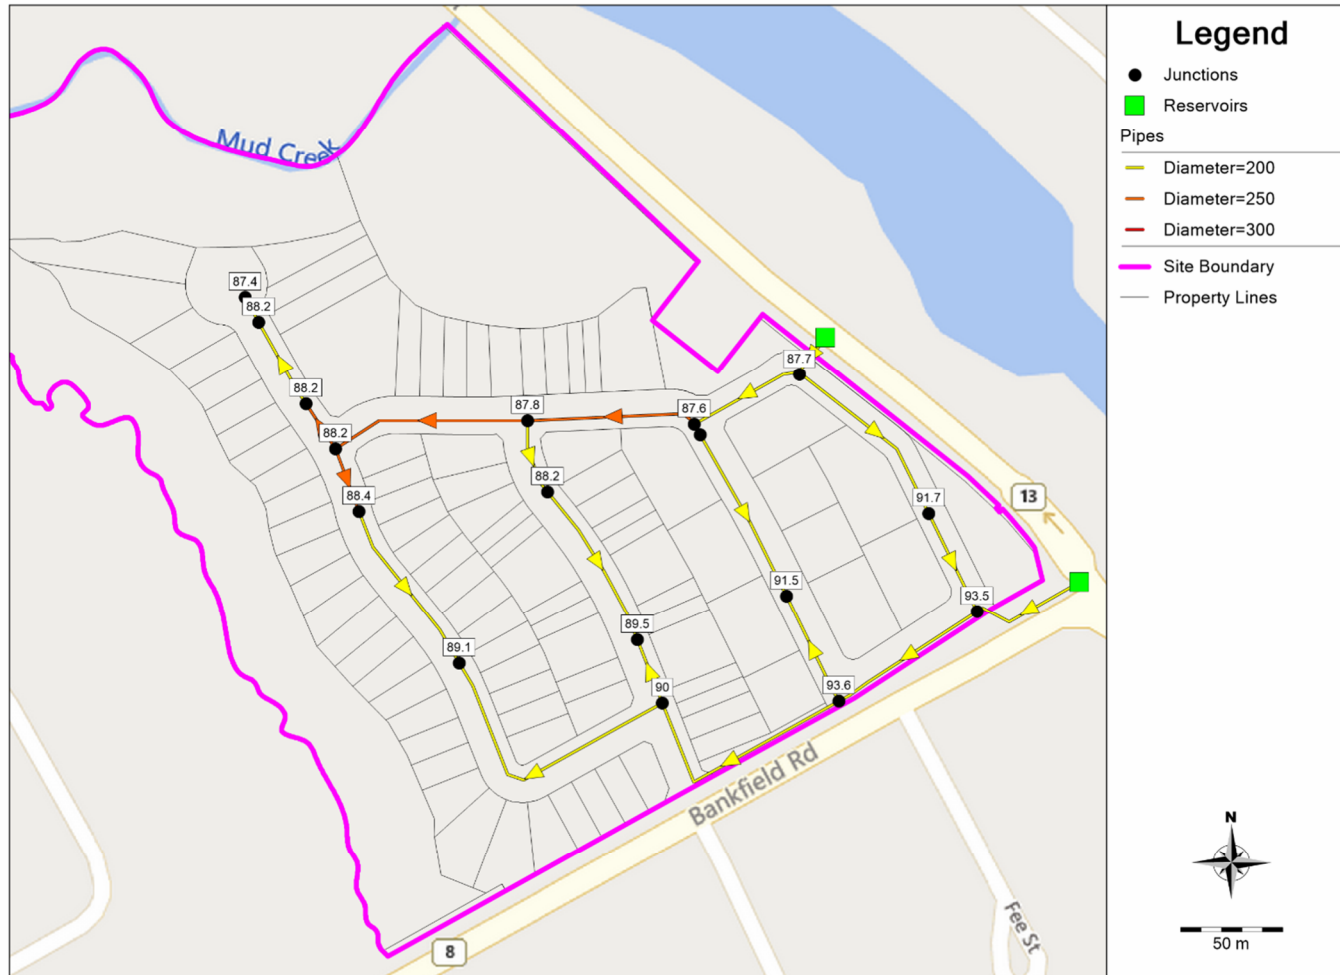 Legend
Junctions
Reservoirs
Pipes
Diameter=200
Diameter=250
Diameter=300
Site Boundary
Property Lines
Mud Creek
87.4
88.2
88.2
88.2
88.4
87.8
88.2
87.6
87.7
91.7
13
91.5
93.5
89.5
89.1
90
93.6
Bankfield Rd
8
Fee St
N
50 m